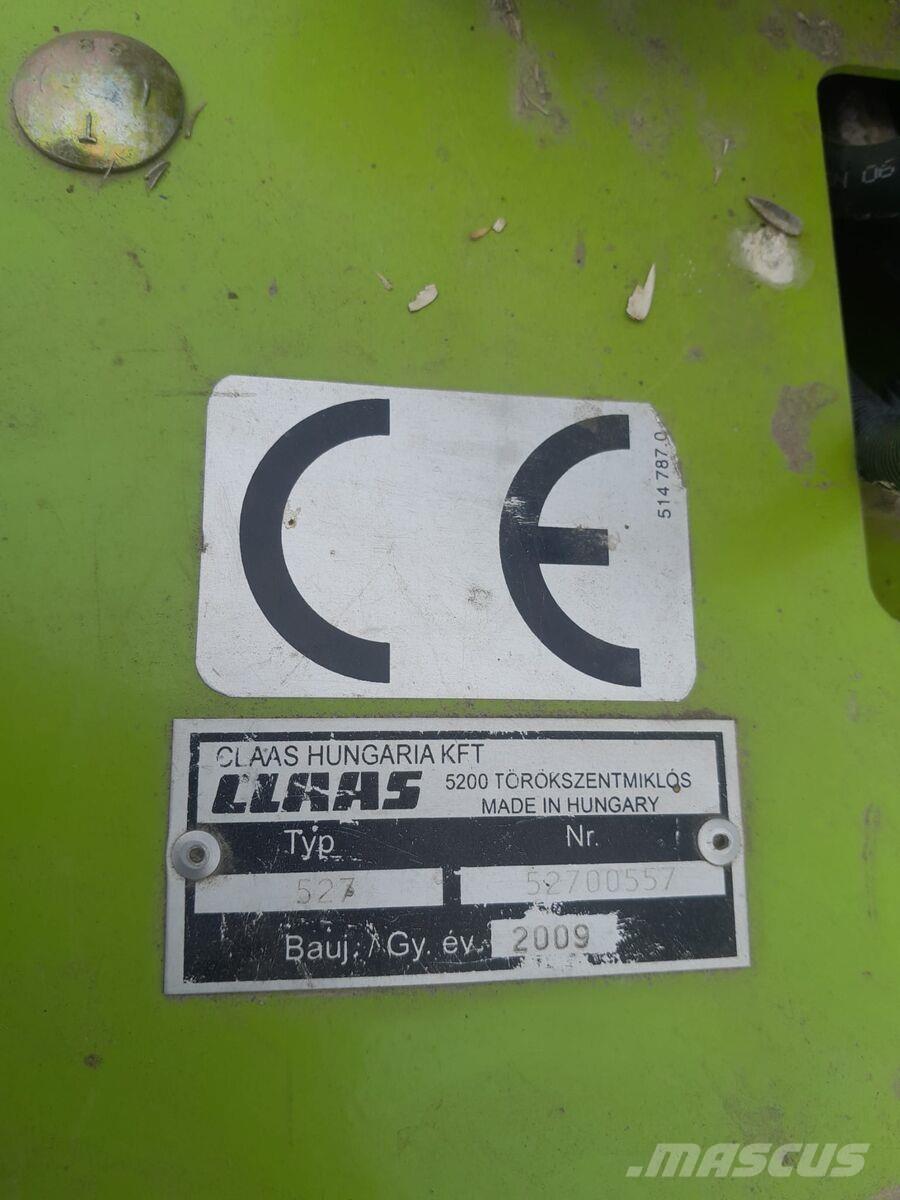 06
CE
514 787.0
CLAAS HUNGARIA KFT
CLAAS
5200 TÖRÖKSZENTMIKLÓS
MADE IN HUNGARY
Typ
Nr.
527
52700557
Bauj. / Gy. év. 2009
MASCUS